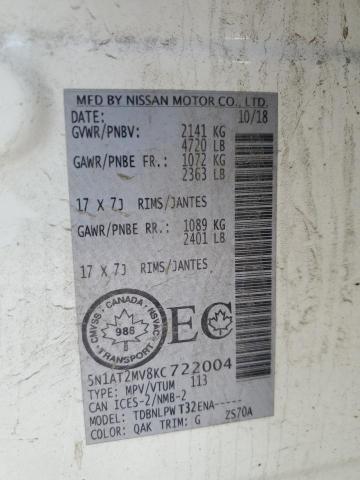 MFD BY NISSAN MOTOR CO., LTD.
DATE: 10/18
GVWR/PNBV: 2141 KG
4720 LB
GAWR/PNBE FR.: 1072 KG
2363 LB
17 X 7J RIMS/JANTES
GAWR/PNBE RR.: 1089 KG
2401 LB
17 X 7J RIMS/JANTES
CMVSS CANADA NSVAC
986
TRANSPORT
EC
5N1AT2MV8KC722004
TYPE: MPV/VTUM 113
CAN ICES-2/NMB-2
MODEL: TDBNLPW T32ENA-----
COLOR: QAK TRIM: G ZS70A